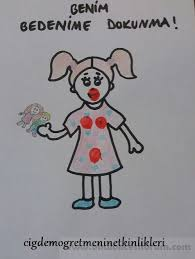 BENİM
BEDENİME DOKUNMA!
cigdemogretmeninetkinlikleri